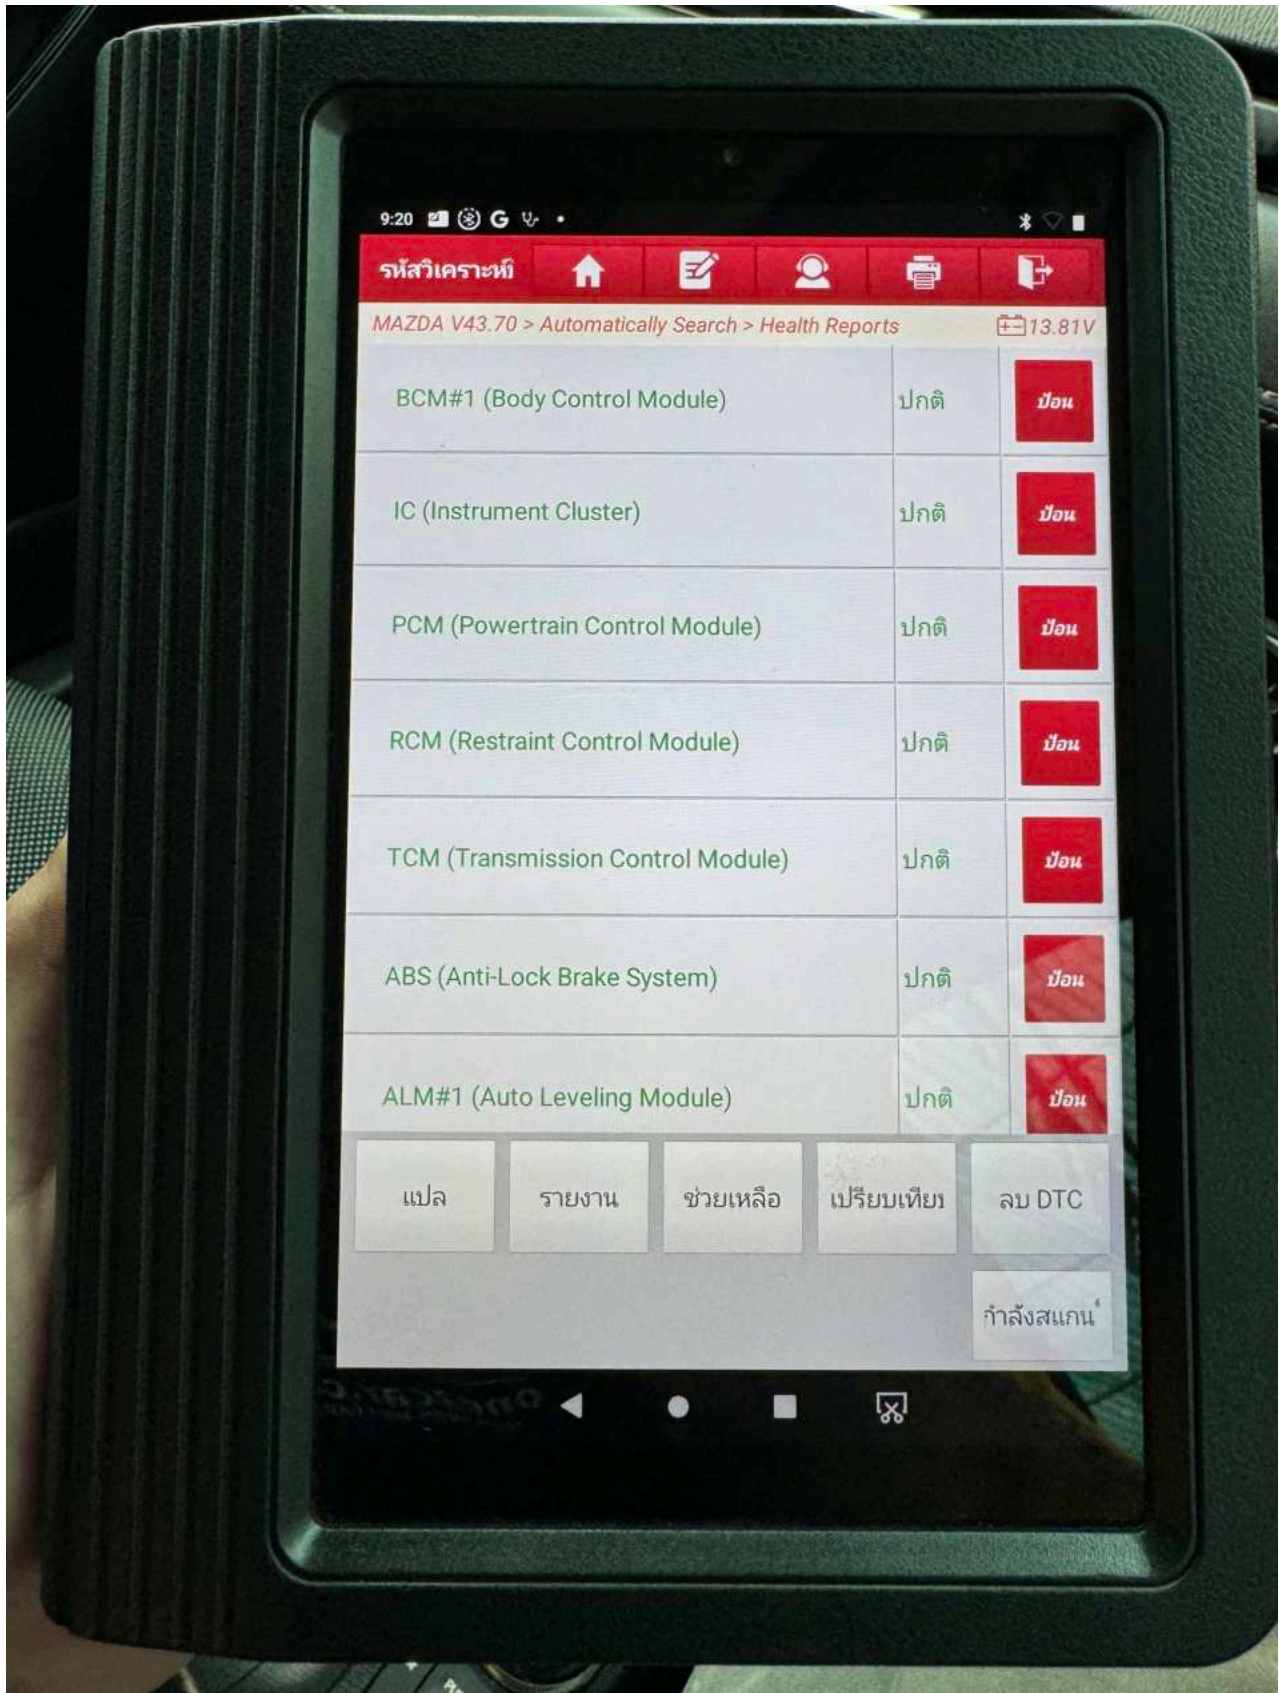 9:20
รหัสวิเคราะห์
MAZDA V43.70 > Automatically Search > Health Reports 13.81V
BCM#1 (Body Control Module) ปกติ ป้อน
IC (Instrument Cluster) ปกติ ป้อน
PCM (Powertrain Control Module) ปกติ ป้อน
RCM (Restraint Control Module) ปกติ ป้อน
TCM (Transmission Control Module) ปกติ ป้อน
ABS (Anti-Lock Brake System) ปกติ ป้อน
ALM#1 (Auto Leveling Module) ปกติ ป้อน
แปล รายงาน ช่วยเหลือ เปรียบเทียบ ลบ DTC
กำลังสแกน